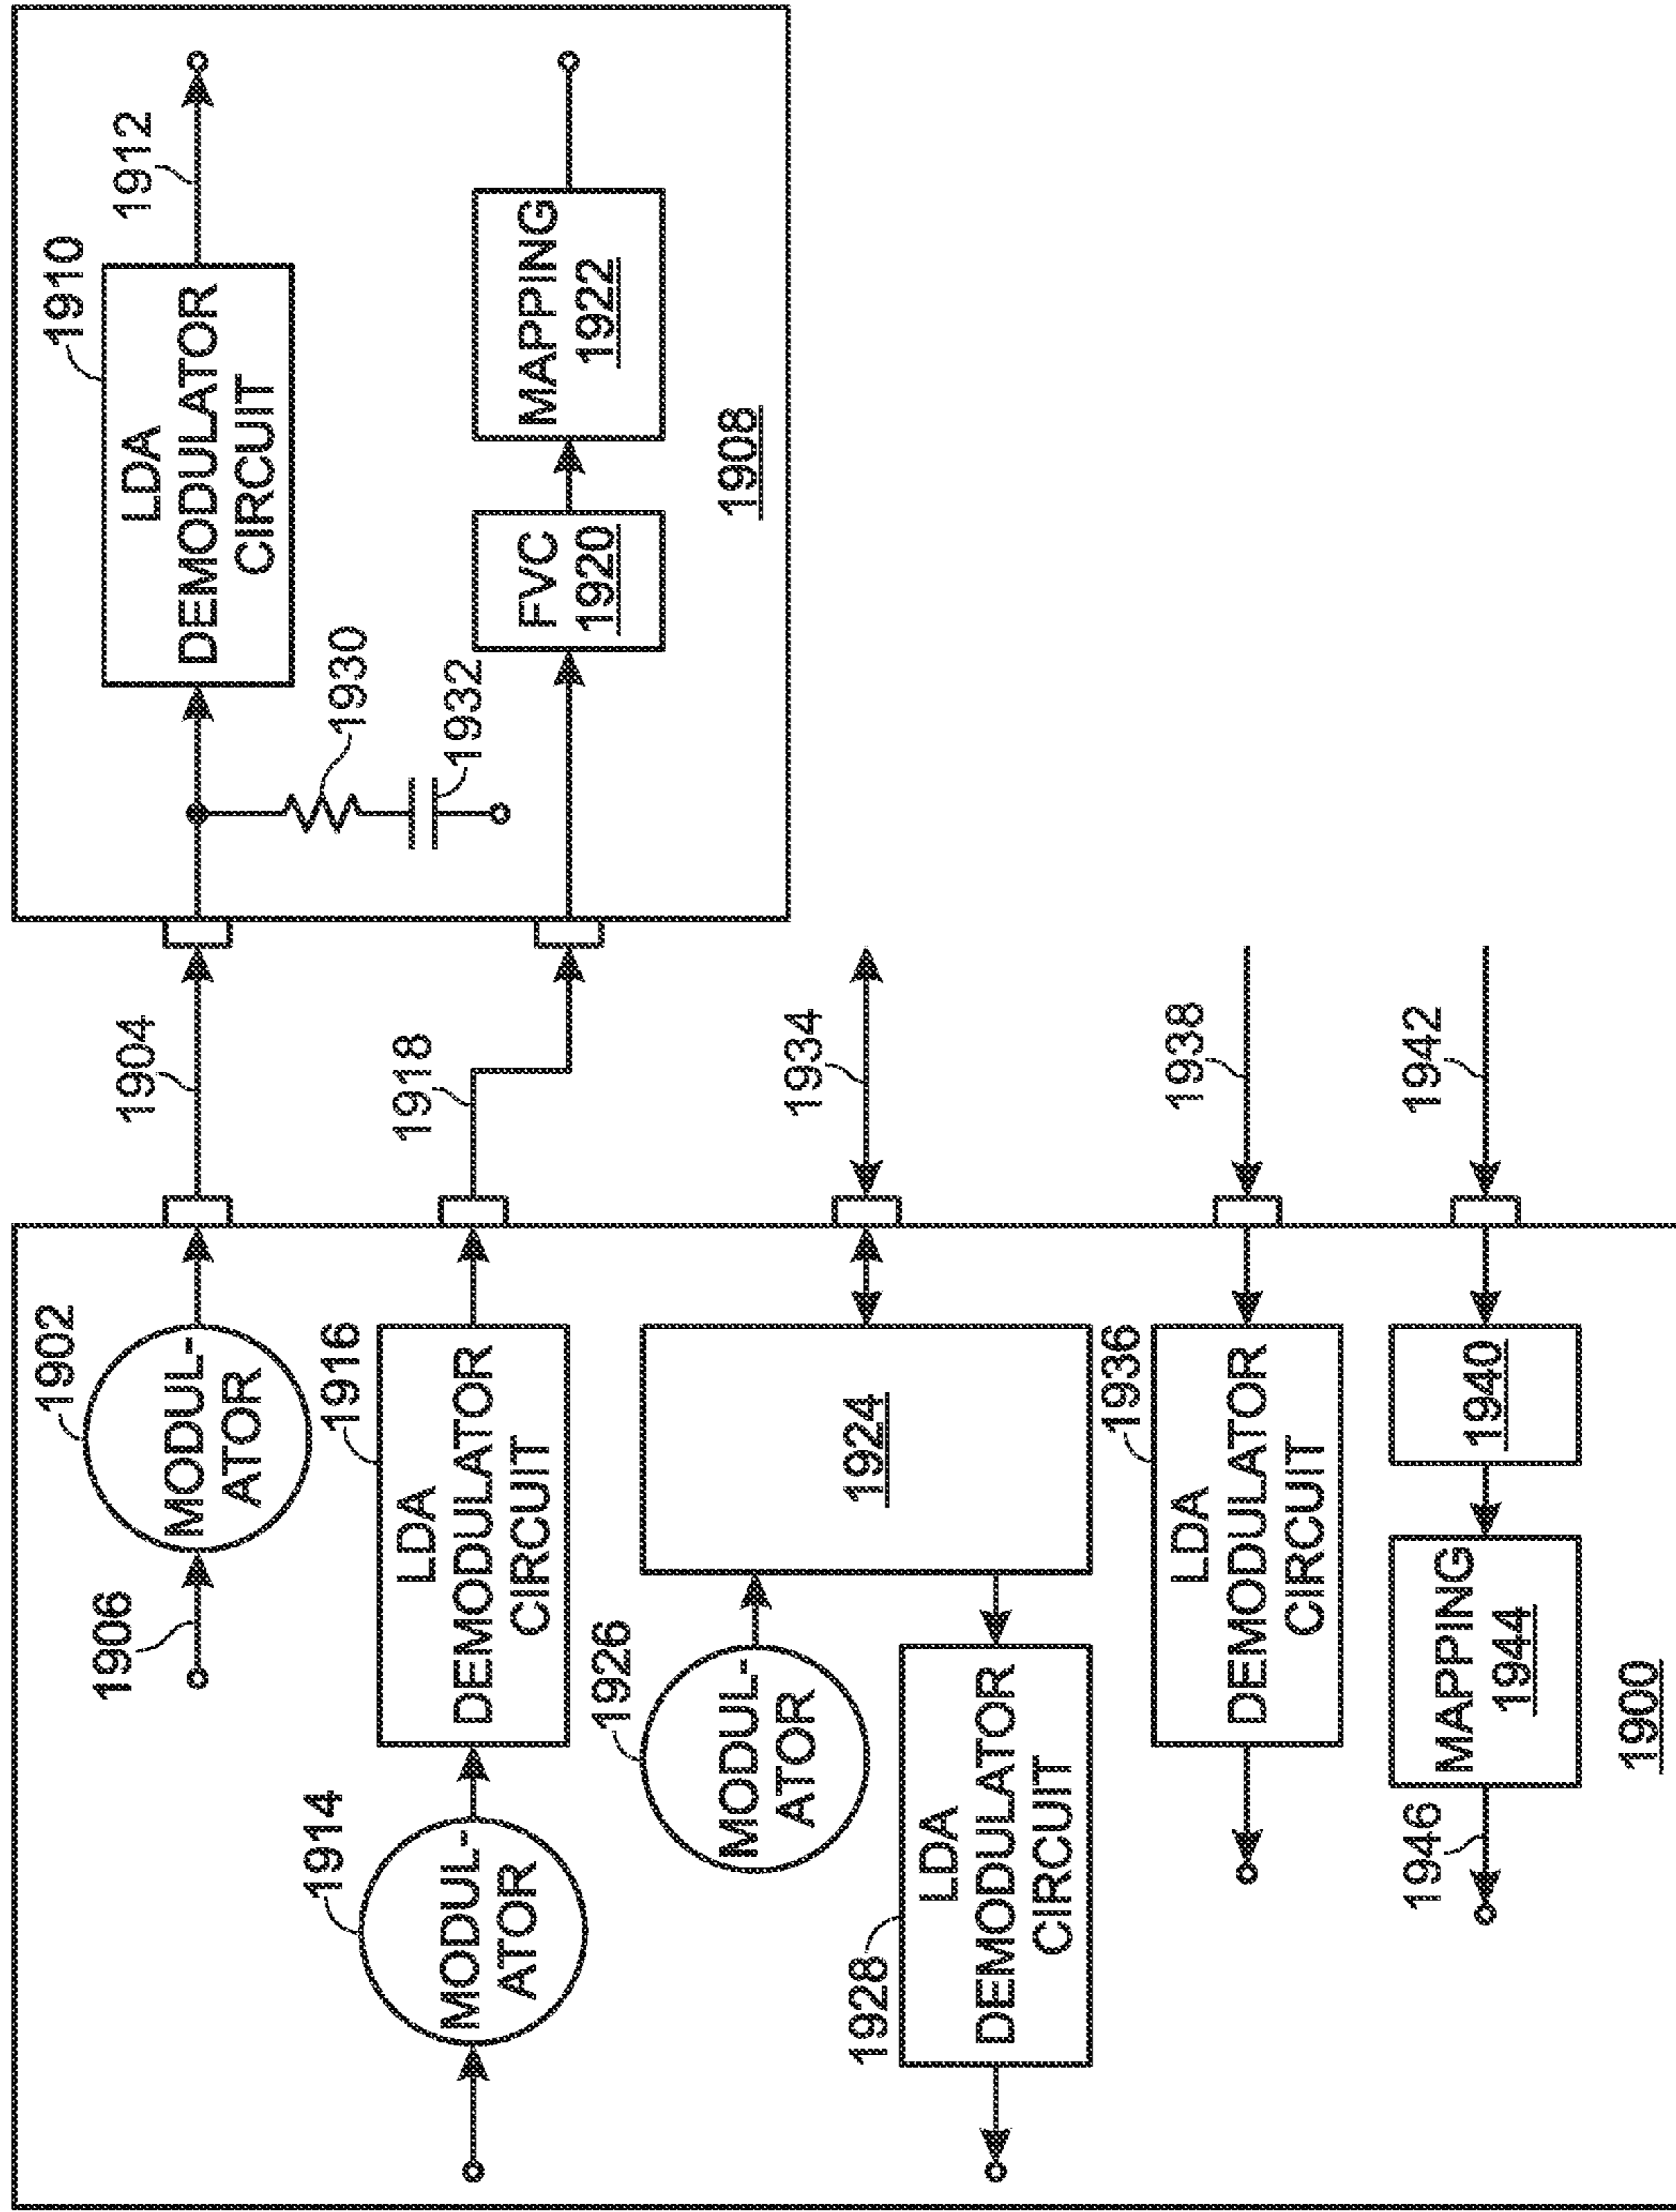 1902
MODUL-
ATOR
1906
1904
1910
LDA
DEMODULATOR
CIRCUIT
1912
1930
1932
1914
MODUL-
ATOR
1916
LDA
DEMODULATOR
CIRCUIT
1918
FVC
1920
MAPPING
1922
1908
1926
MODUL-
ATOR
1924
1934
1928
LDA
DEMODULATOR
CIRCUIT
1936
LDA
DEMODULATOR
CIRCUIT
1938
1946
MAPPING
1944
1940
1942
1900